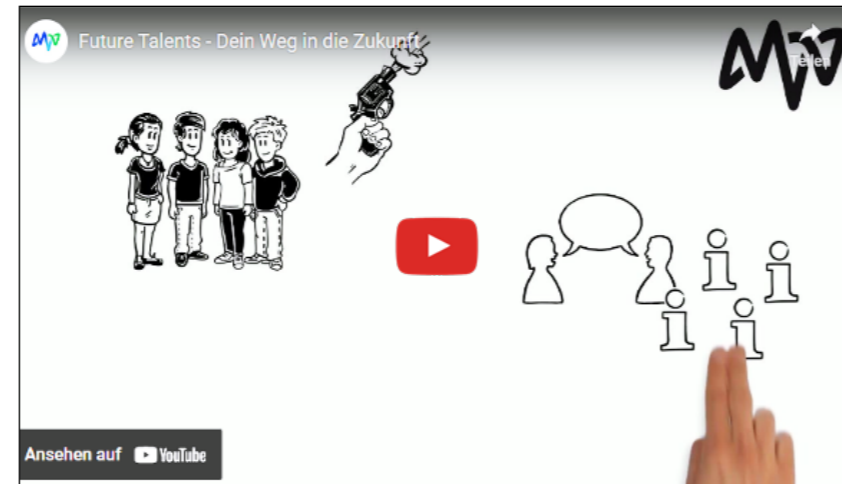 Future Talents - Dein Weg in die Zukunft
Teilen
i
i
i
i
Ansehen auf YouTube